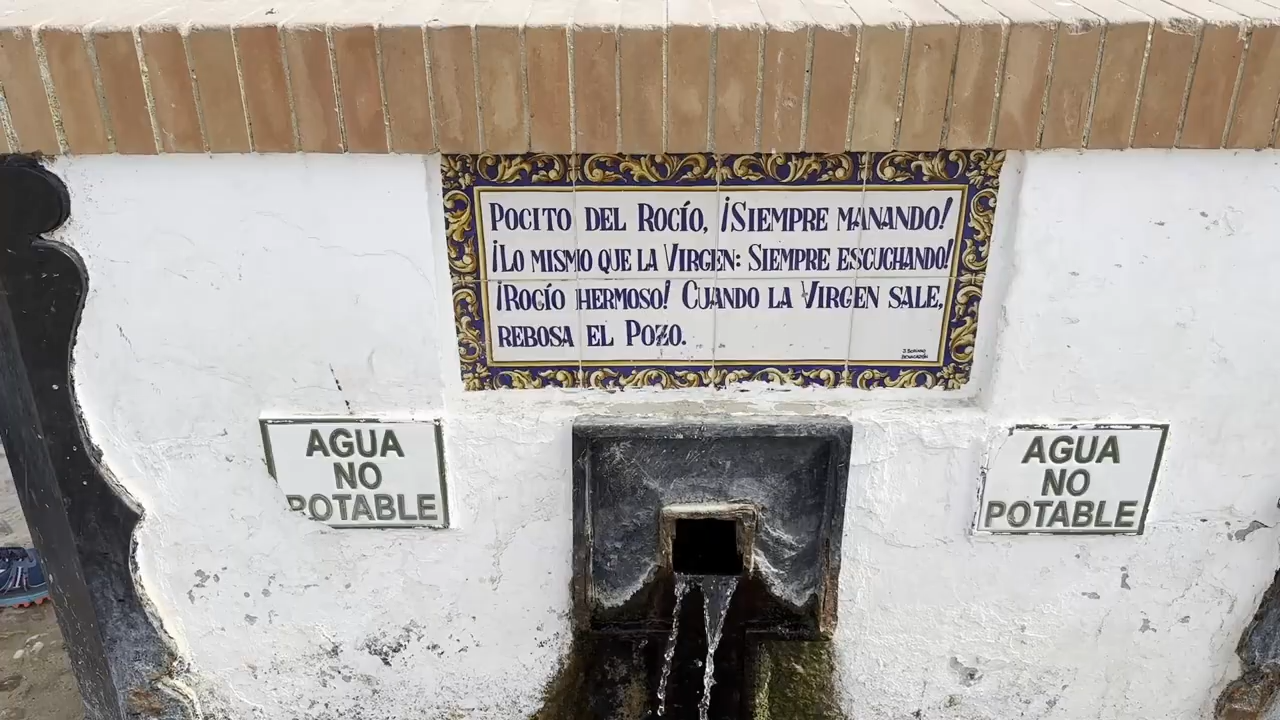 POCITO DEL ROCÍO, ¡SIEMPRE MANANDO!
¡LO MISMO QUE LA VIRGEN: SIEMPRE ESCUCHANDO!
¡ROCÍO HERMOSO! CUANDO LA VIRGEN SALE,
REBOSA EL POZO.
AGUA
NO
POTABLE
AGUA
NO
POTABLE